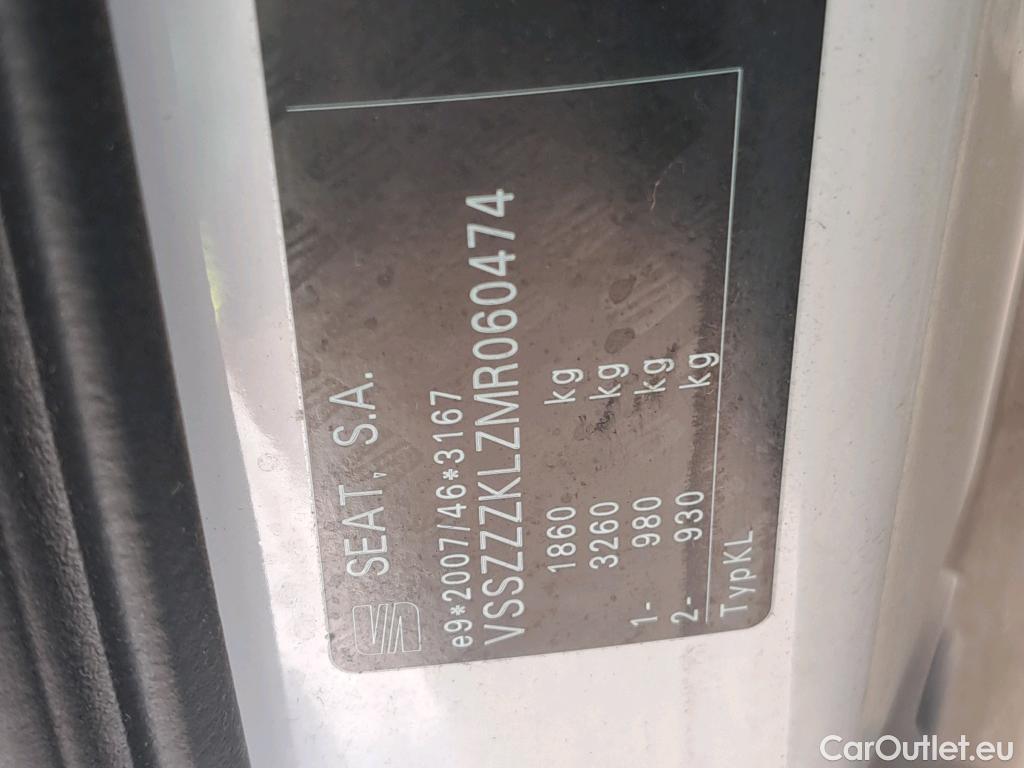 SEAT, S.A.
e9*2007/46*3167
VSSZZZKLZMR060474
1860 kg
3260 kg
1- 980 kg
2- 930 kg
TypKL
CarOutlet.eu